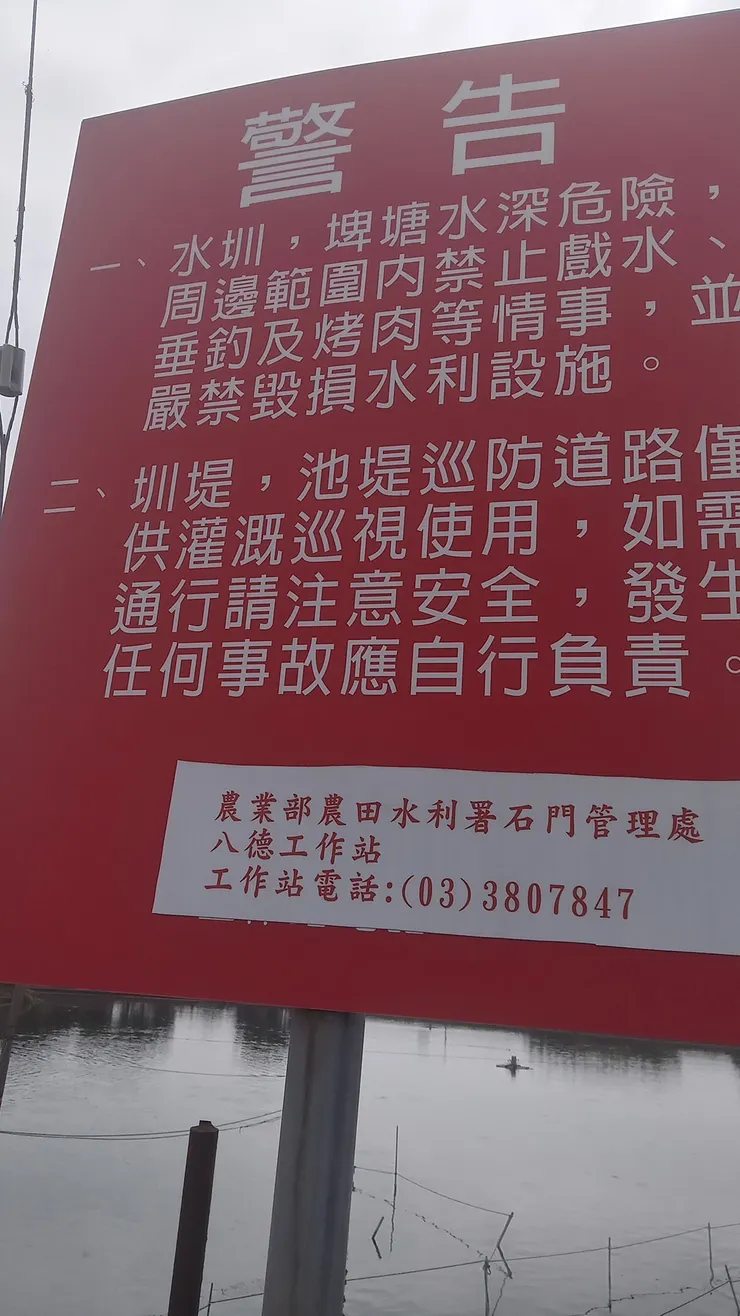 警告
一、水圳，埤塘水深危險，
周邊範圍內禁止戲水、
垂釣及烤肉等情事，並
嚴禁毀損水利設施。
二、圳堤，池堤巡防道路僅
供灌溉巡視使用，如需
通行請注意安全，發生
任何事故應自行負責。
農業部農田水利署石門管理處
八德工作站
工作站電話:(03)3807847